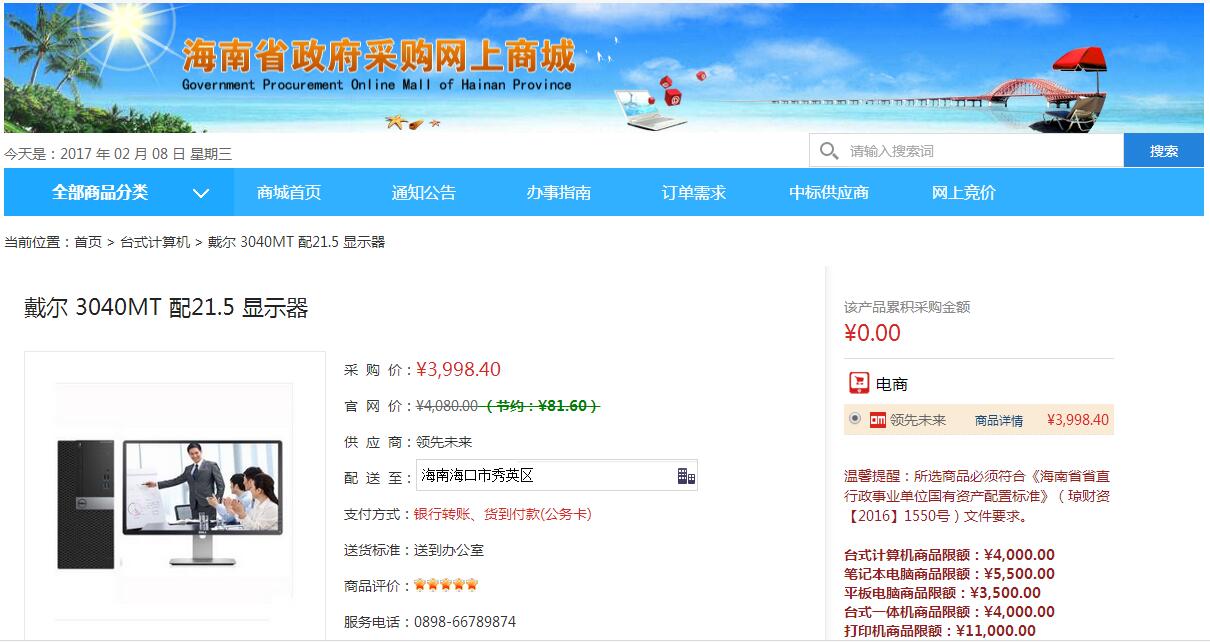 海南省政府采购网上商城
Government Procurement Online Mall of Hainan Province
今天是：2017 年 02 月 08 日 星期三
请输入搜索词
搜索
全部商品分类
商城首页
通知公告
办事指南
订单需求
中标供应商
网上竞价
当前位置：首页 > 台式计算机 > 戴尔 3040MT 配21.5 显示器
戴尔 3040MT 配21.5 显示器
采 购 价：¥3,998.40
官 网 价：¥4,080.00（节约：¥81.60）
供 应 商：领先未来
配 送 至：海南海口市秀英区
支付方式：银行转账、货到付款(公务卡)
送货标准：送到办公室
商品评价：
服务电话：0898-66789874
该产品累积采购金额
¥0.00
电商
领先未来 商品详情 ¥3,998.40
温馨提醒：所选商品必须符合《海南省省直
行政事业单位国有资产配置标准》（琼财资
【2016】1550号）文件要求。
台式计算机商品限额：¥4,000.00
笔记本电脑商品限额：¥5,500.00
平板电脑商品限额：¥3,500.00
台式一体机商品限额：¥4,000.00
打印机商品限额：¥11,000.00